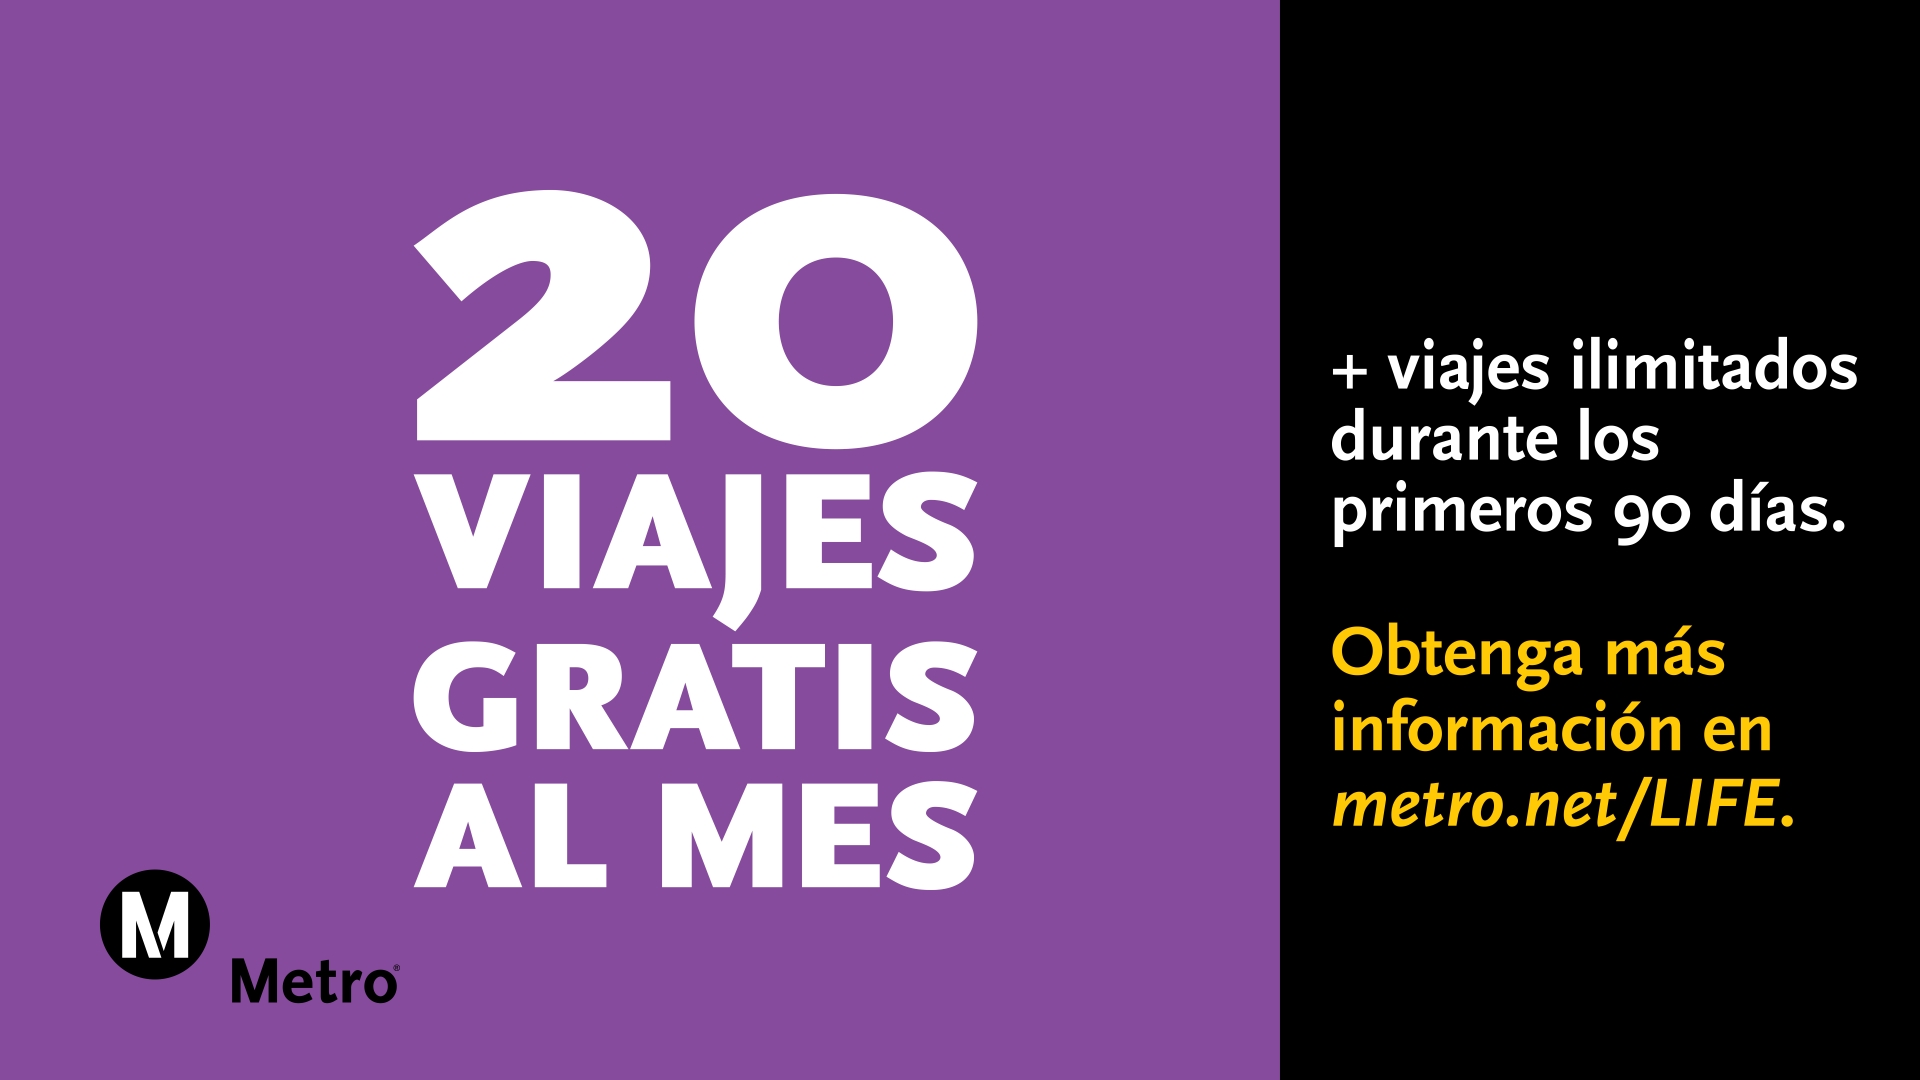 20
VIAJES
GRATIS
AL MES
M
Metro®
+ viajes ilimitados
durante los
primeros 90 días.
Obtenga más
información en
metro.net/LIFE.